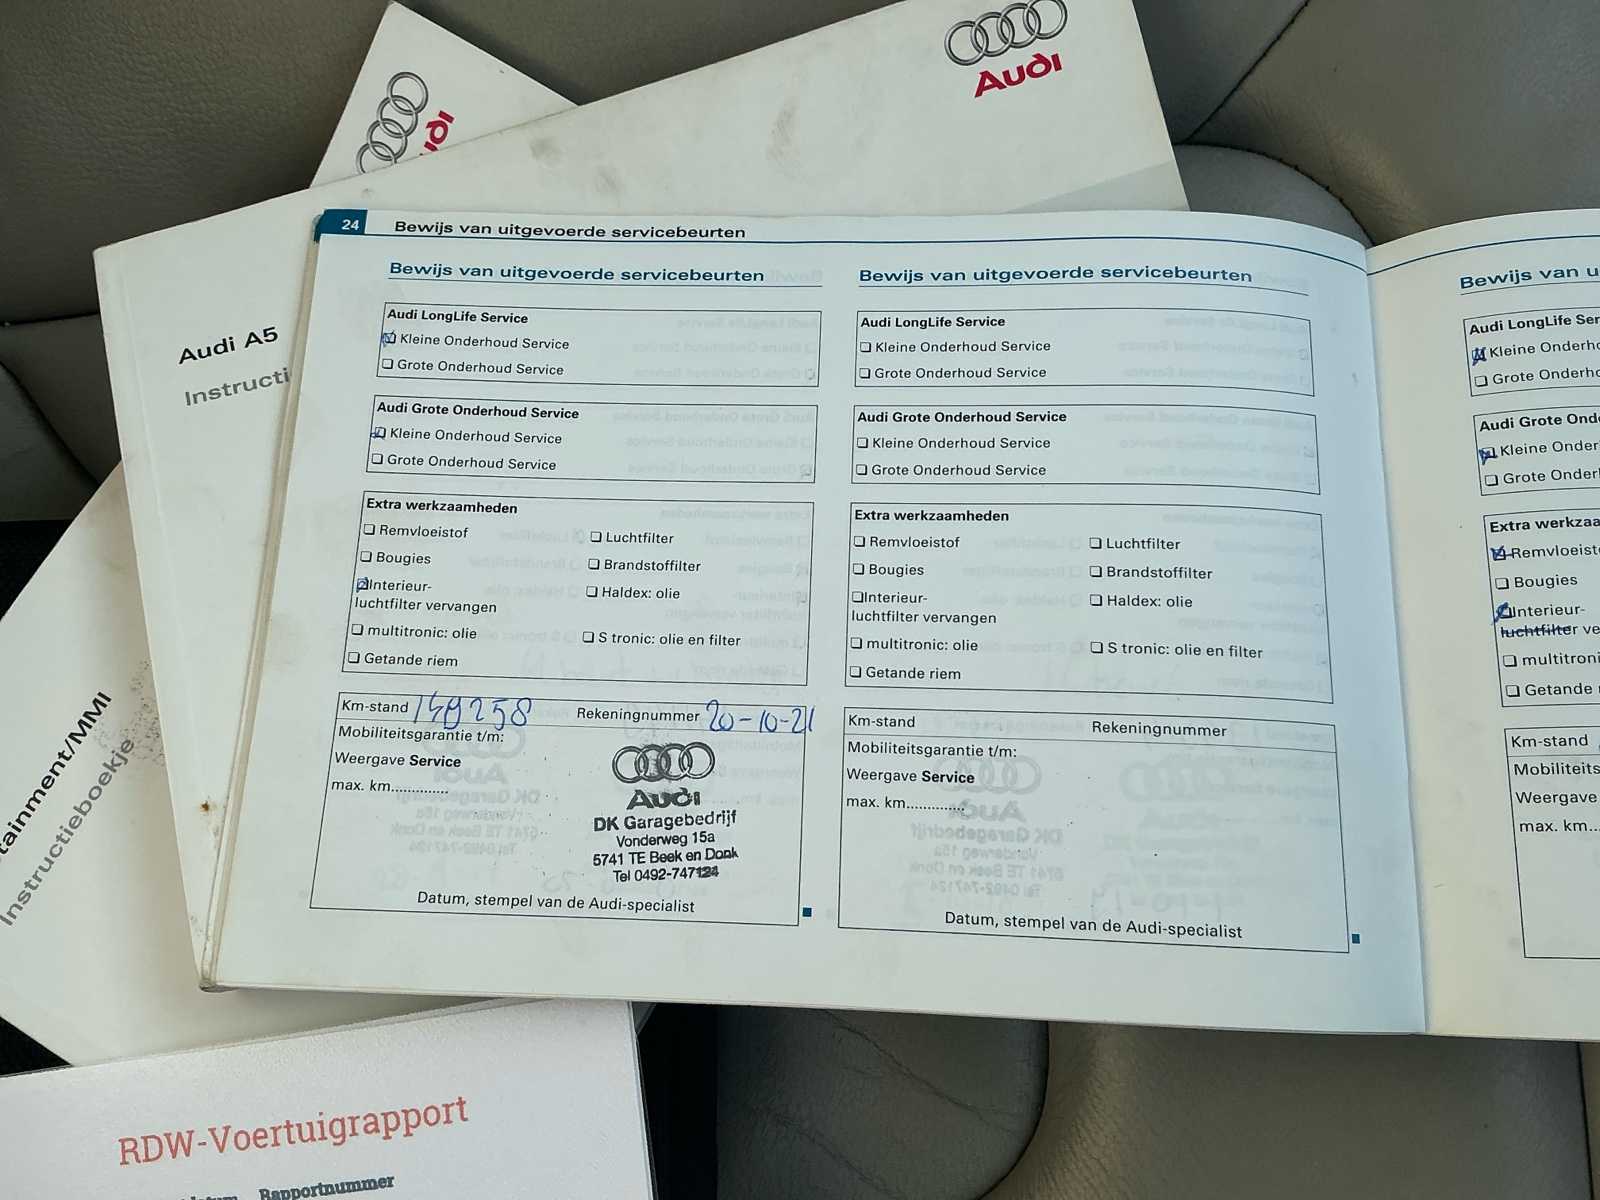 Audi
Audi
Audi A5
Instructi
tainment/MMI
Instructieboekje
24 Bewijs van uitgevoerde servicebeurten
Bewijs van uitgevoerde servicebeurten
Audi LongLife Service
Kleine Onderhoud Service
Grote Onderhoud Service
Audi Grote Onderhoud Service
Kleine Onderhoud Service
Grote Onderhoud Service
Extra werkzaamheden
Remvloeistof
Luchtfilter
Bougies
Brandstoffilter
Interieur-
luchtfilter vervangen
Haldex: olie
multitronic: olie
S tronic: olie en filter
Getande riem
Km-stand 149258 Rekeningnummer 20-10-21
Mobiliteitsgarantie t/m:
Weergave Service
max. km..............
Audi
DK Garagebedrijf
Vonderweg 15a
5741 TE Beek en Donk
Tel 0492-747124
Datum, stempel van de Audi-specialist
Bewijs van uitgevoerde servicebeurten
Audi LongLife Service
Kleine Onderhoud Service
Grote Onderhoud Service
Audi Grote Onderhoud Service
Kleine Onderhoud Service
Grote Onderhoud Service
Extra werkzaamheden
Remvloeistof
Luchtfilter
Bougies
Brandstoffilter
Interieur-
luchtfilter vervangen
Haldex: olie
multitronic: olie
S tronic: olie en filter
Getande riem
Km-stand Rekeningnummer
Mobiliteitsgarantie t/m:
Weergave Service
max. km..............
Datum, stempel van de Audi-specialist
Bewijs van u
Audi LongLife Ser
Kleine Onderho
Grote Onderho
Audi Grote Ond
Kleine Onder
Grote Onder
Extra werkzaa
Remvloeist
Bougies
Interieur-
luchtfilter ve
multitroni
Getande
Km-stand
Mobiliteits
Weergave
max. km...
RDW-Voertuigrapport
datum Rapportnummer